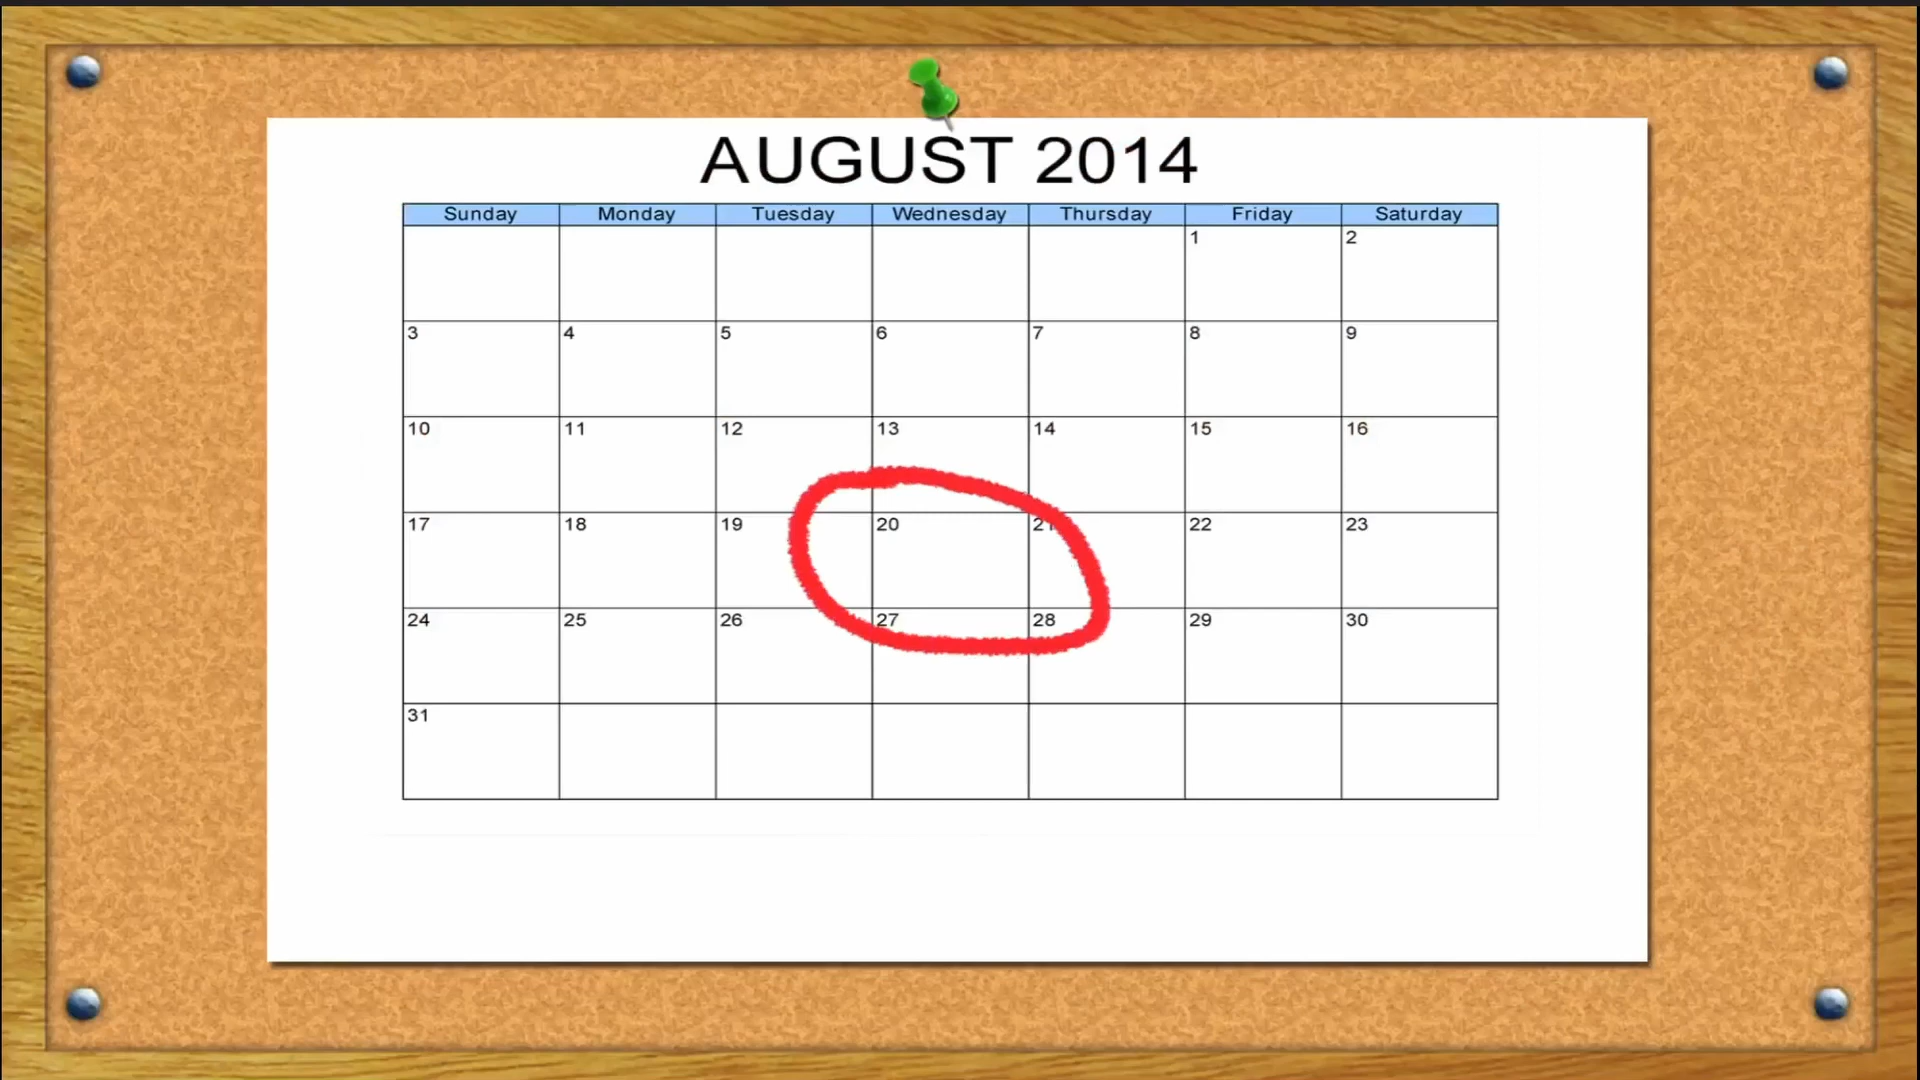 AUGUST 2014
Sunday Monday Tuesday Wednesday Thursday Friday Saturday
1 2
3 4 5 6 7 8 9
10 11 12 13 14 15 16
17 18 19 20 21 22 23
24 25 26 27 28 29 30
31